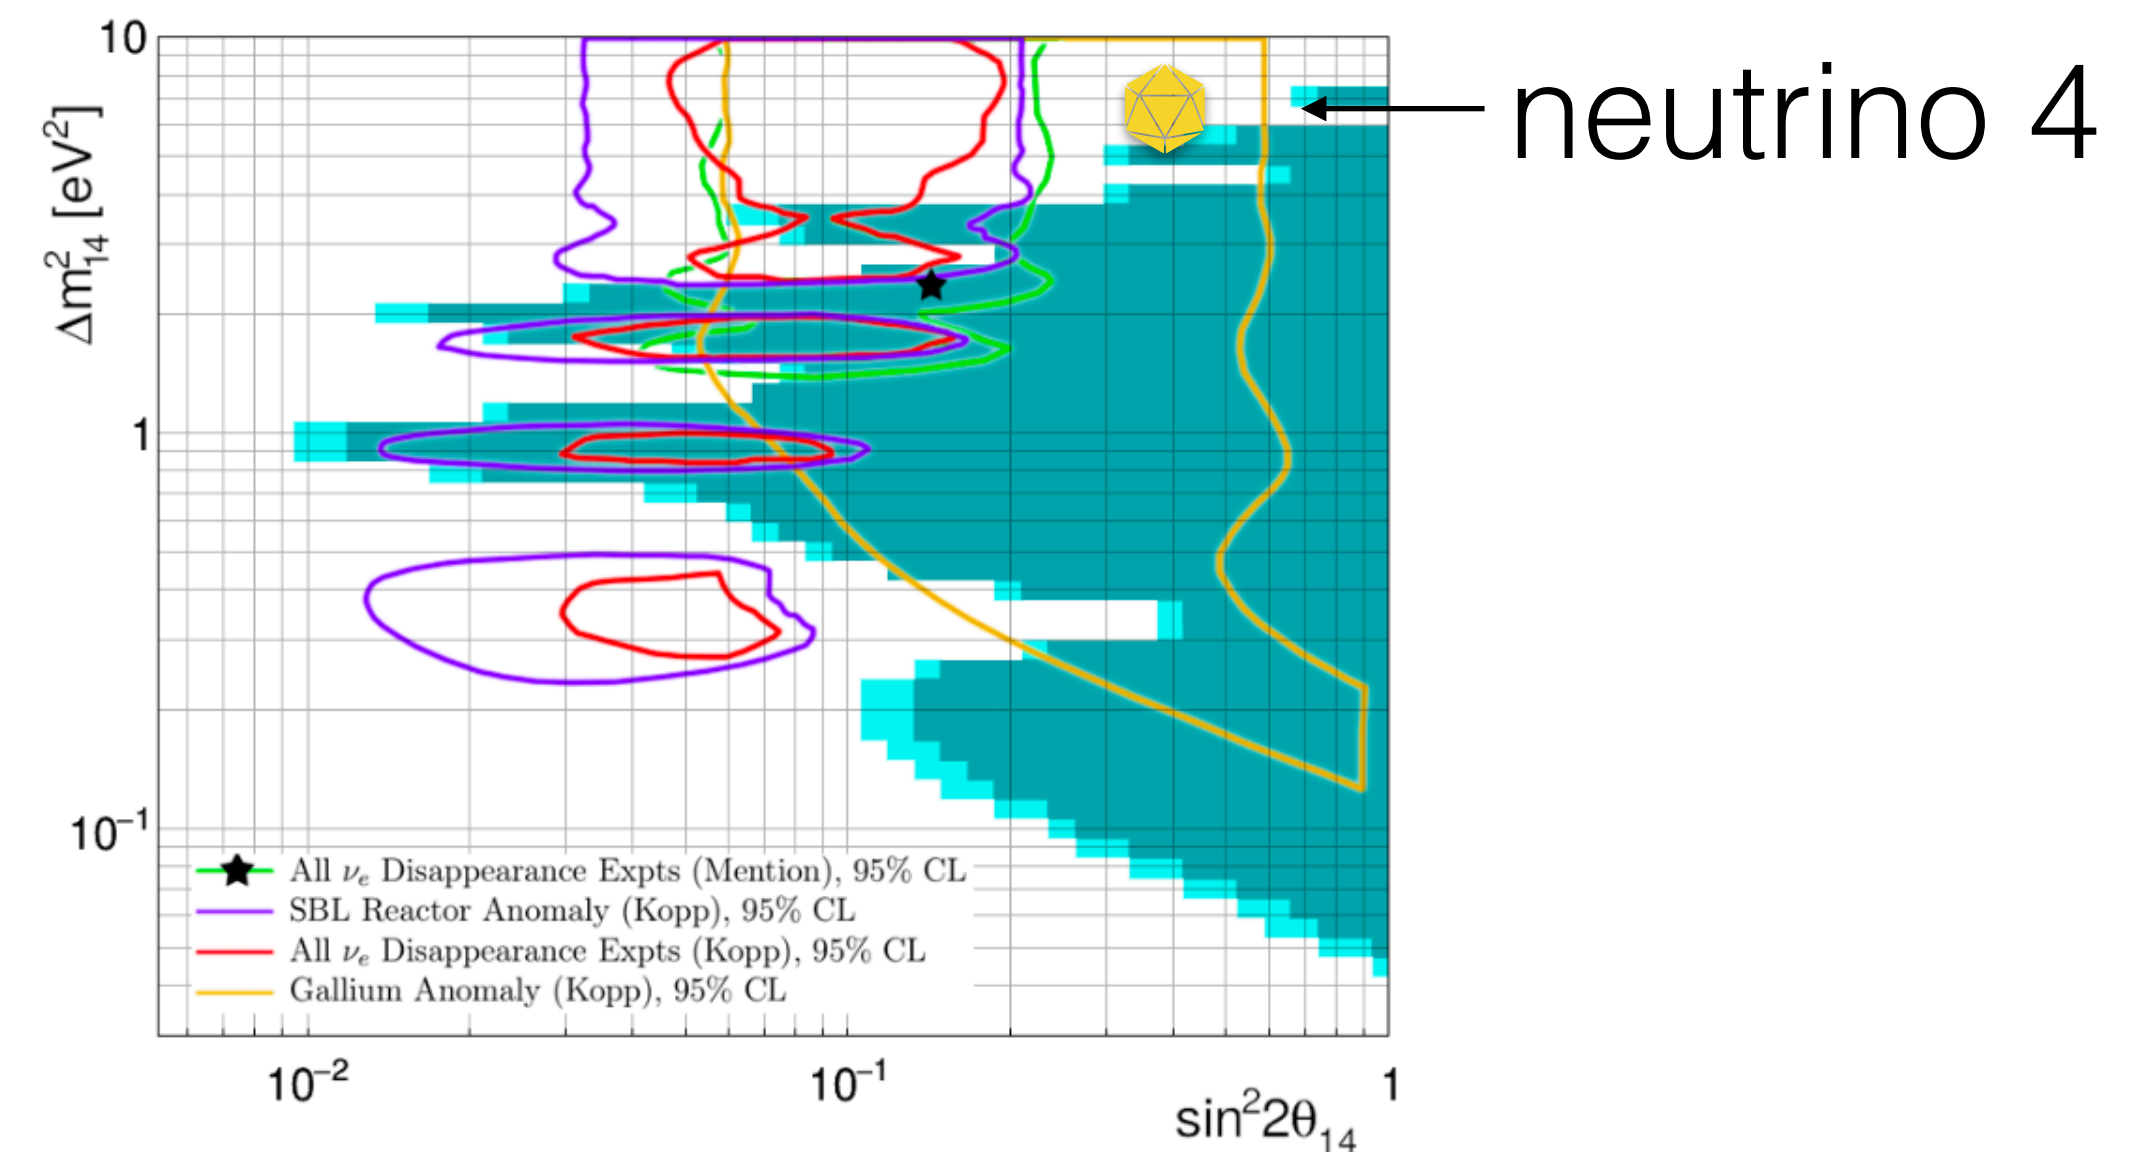 10
Δm²₁₄ [eV²]
neutrino 4
1
10⁻¹
All νₑ Disappearance Expts (Mention), 95% CL
SBL Reactor Anomaly (Kopp), 95% CL
All νₑ Disappearance Expts (Kopp), 95% CL
Gallium Anomaly (Kopp), 95% CL
10⁻² 10⁻¹ 1
sin²2θ₁₄